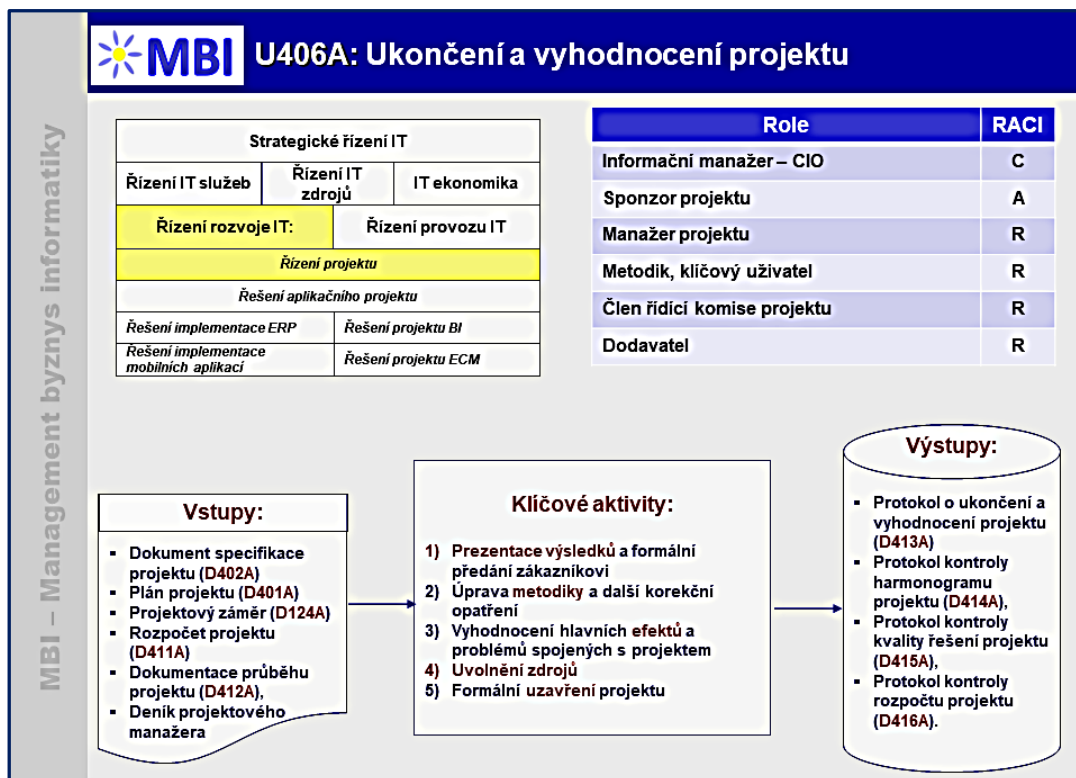 MBI – Management byznys informatiky
MBI
U406A: Ukončení a vyhodnocení projektu
Strategické řízení IT
Řízení IT služeb
Řízení IT
zdrojů
IT ekonomika
Řízení rozvoje IT:
Řízení provozu IT
Řízení projektu
Řešení aplikačního projektu
Řešení implementace ERP
Řešení projektu BI
Řešení implementace
mobilních aplikací
Řešení projektu ECM
Role RACI
Informační manažer – CIO C
Sponzor projektu A
Manažer projektu R
Metodik, klíčový uživatel R
Člen řídící komise projektu R
Dodavatel R
Vstupy:
▪ Dokument specifikace
projektu (D402A)
▪ Plán projektu (D401A)
▪ Projektový záměr (D124A)
▪ Rozpočet projektu
(D411A)
▪ Dokumentace průběhu
projektu (D412A),
▪ Deník projektového
manažera
Klíčové aktivity:
1) Prezentace výsledků a formální
předání zákazníkovi
2) Úprava metodiky a další korekční
opatření
3) Vyhodnocení hlavních efektů a
problémů spojených s projektem
4) Uvolnění zdrojů
5) Formální uzavření projektu
Výstupy:
▪ Protokol o ukončení a
vyhodnocení projektu
(D413A)
▪ Protokol kontroly
harmonogramu
projektu (D414A),
▪ Protokol kontroly
kvality řešení projektu
(D415A),
▪ Protokol kontroly
rozpočtu projektu
(D416A).